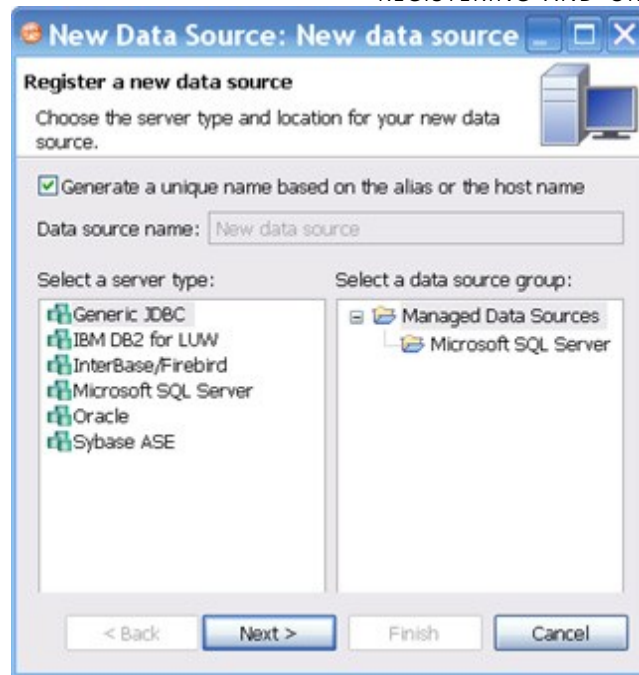 New Data Source: New data source
Register a new data source
Choose the server type and location for your new data
source.
Generate a unique name based on the alias or the host name
Data source name: New data source
Select a server type:
Select a data source group:
Generic JDBC
IBM DB2 for LUW
InterBase/Firebird
Microsoft SQL Server
Oracle
Sybase ASE
Managed Data Sources
Microsoft SQL Server
< Back
Next >
Finish
Cancel